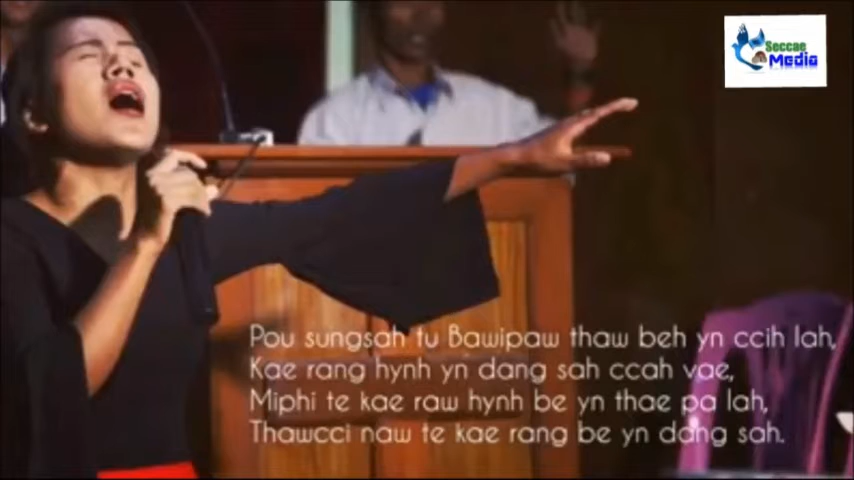 Seccae
Media
Pou sungsah tu Bawipaw thaw beh yn ccih lah,
Kae rang hynh yn dang sah ccah vae,
Miphi te kae raw hynh be yn thae pa lah,
Thawcci naw te kae rang be yn dang sah.